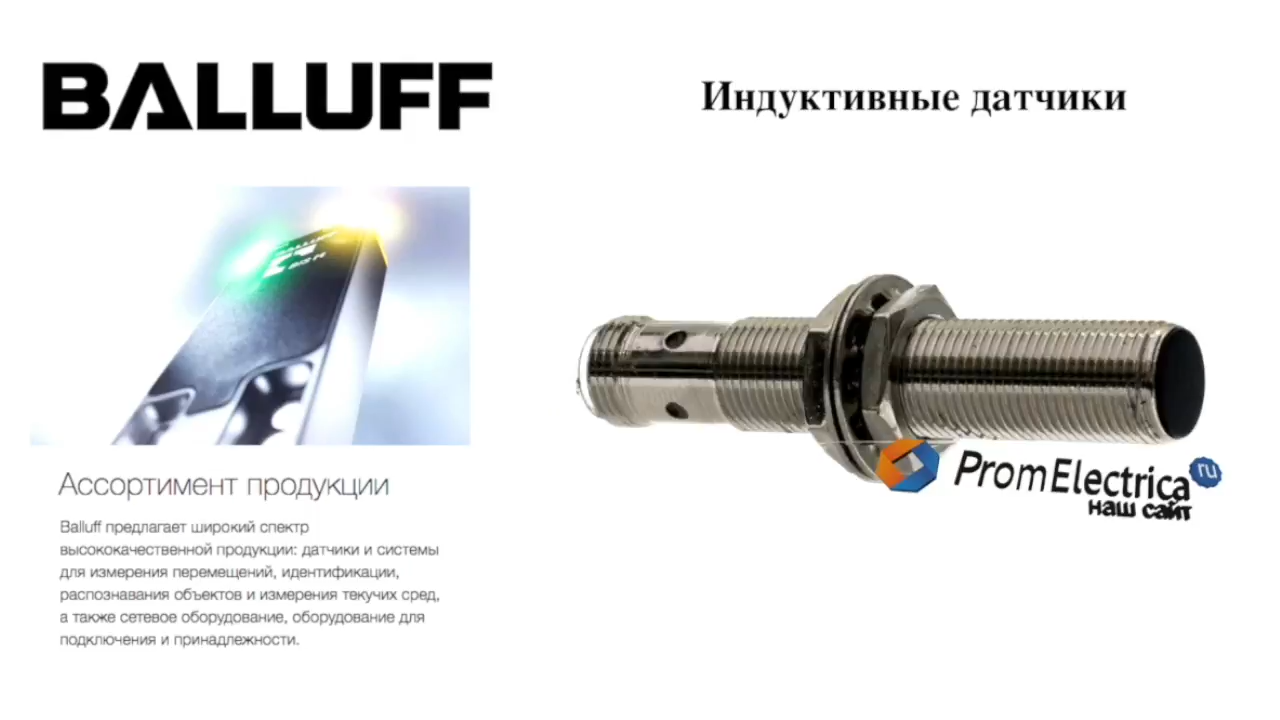 BALLUFF
Индуктивные датчики
BALLUFF
Ассортимент продукции
Balluff предлагает широкий спектр
высококачественной продукции: датчики и системы
для измерения перемещений, идентификации,
распознавания объектов и измерения текучих сред,
а также сетевое оборудование, оборудование для
подключения и принадлежности.
PromElectrica ru
наш сайт